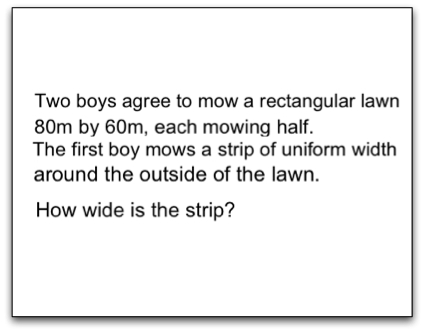 Two boys agree to mow a rectangular lawn
80m by 60m, each mowing half.
The first boy mows a strip of uniform width
around the outside of the lawn.
How wide is the strip?